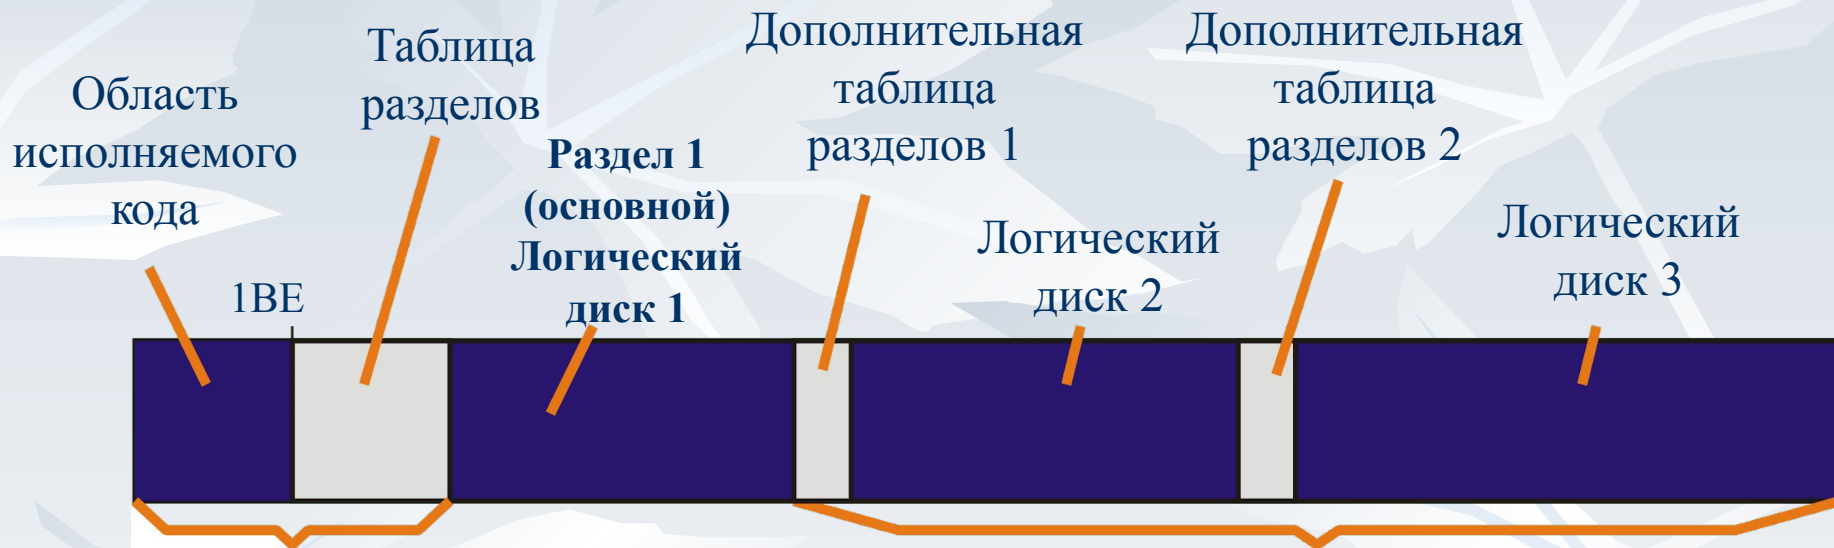 Область
исполняемого
кода
1BE
Таблица
разделов
Раздел 1
(основной)
Логический
диск 1
Дополнительная
таблица
разделов 1
Логический
диск 2
Дополнительная
таблица
разделов 2
Логический
диск 3